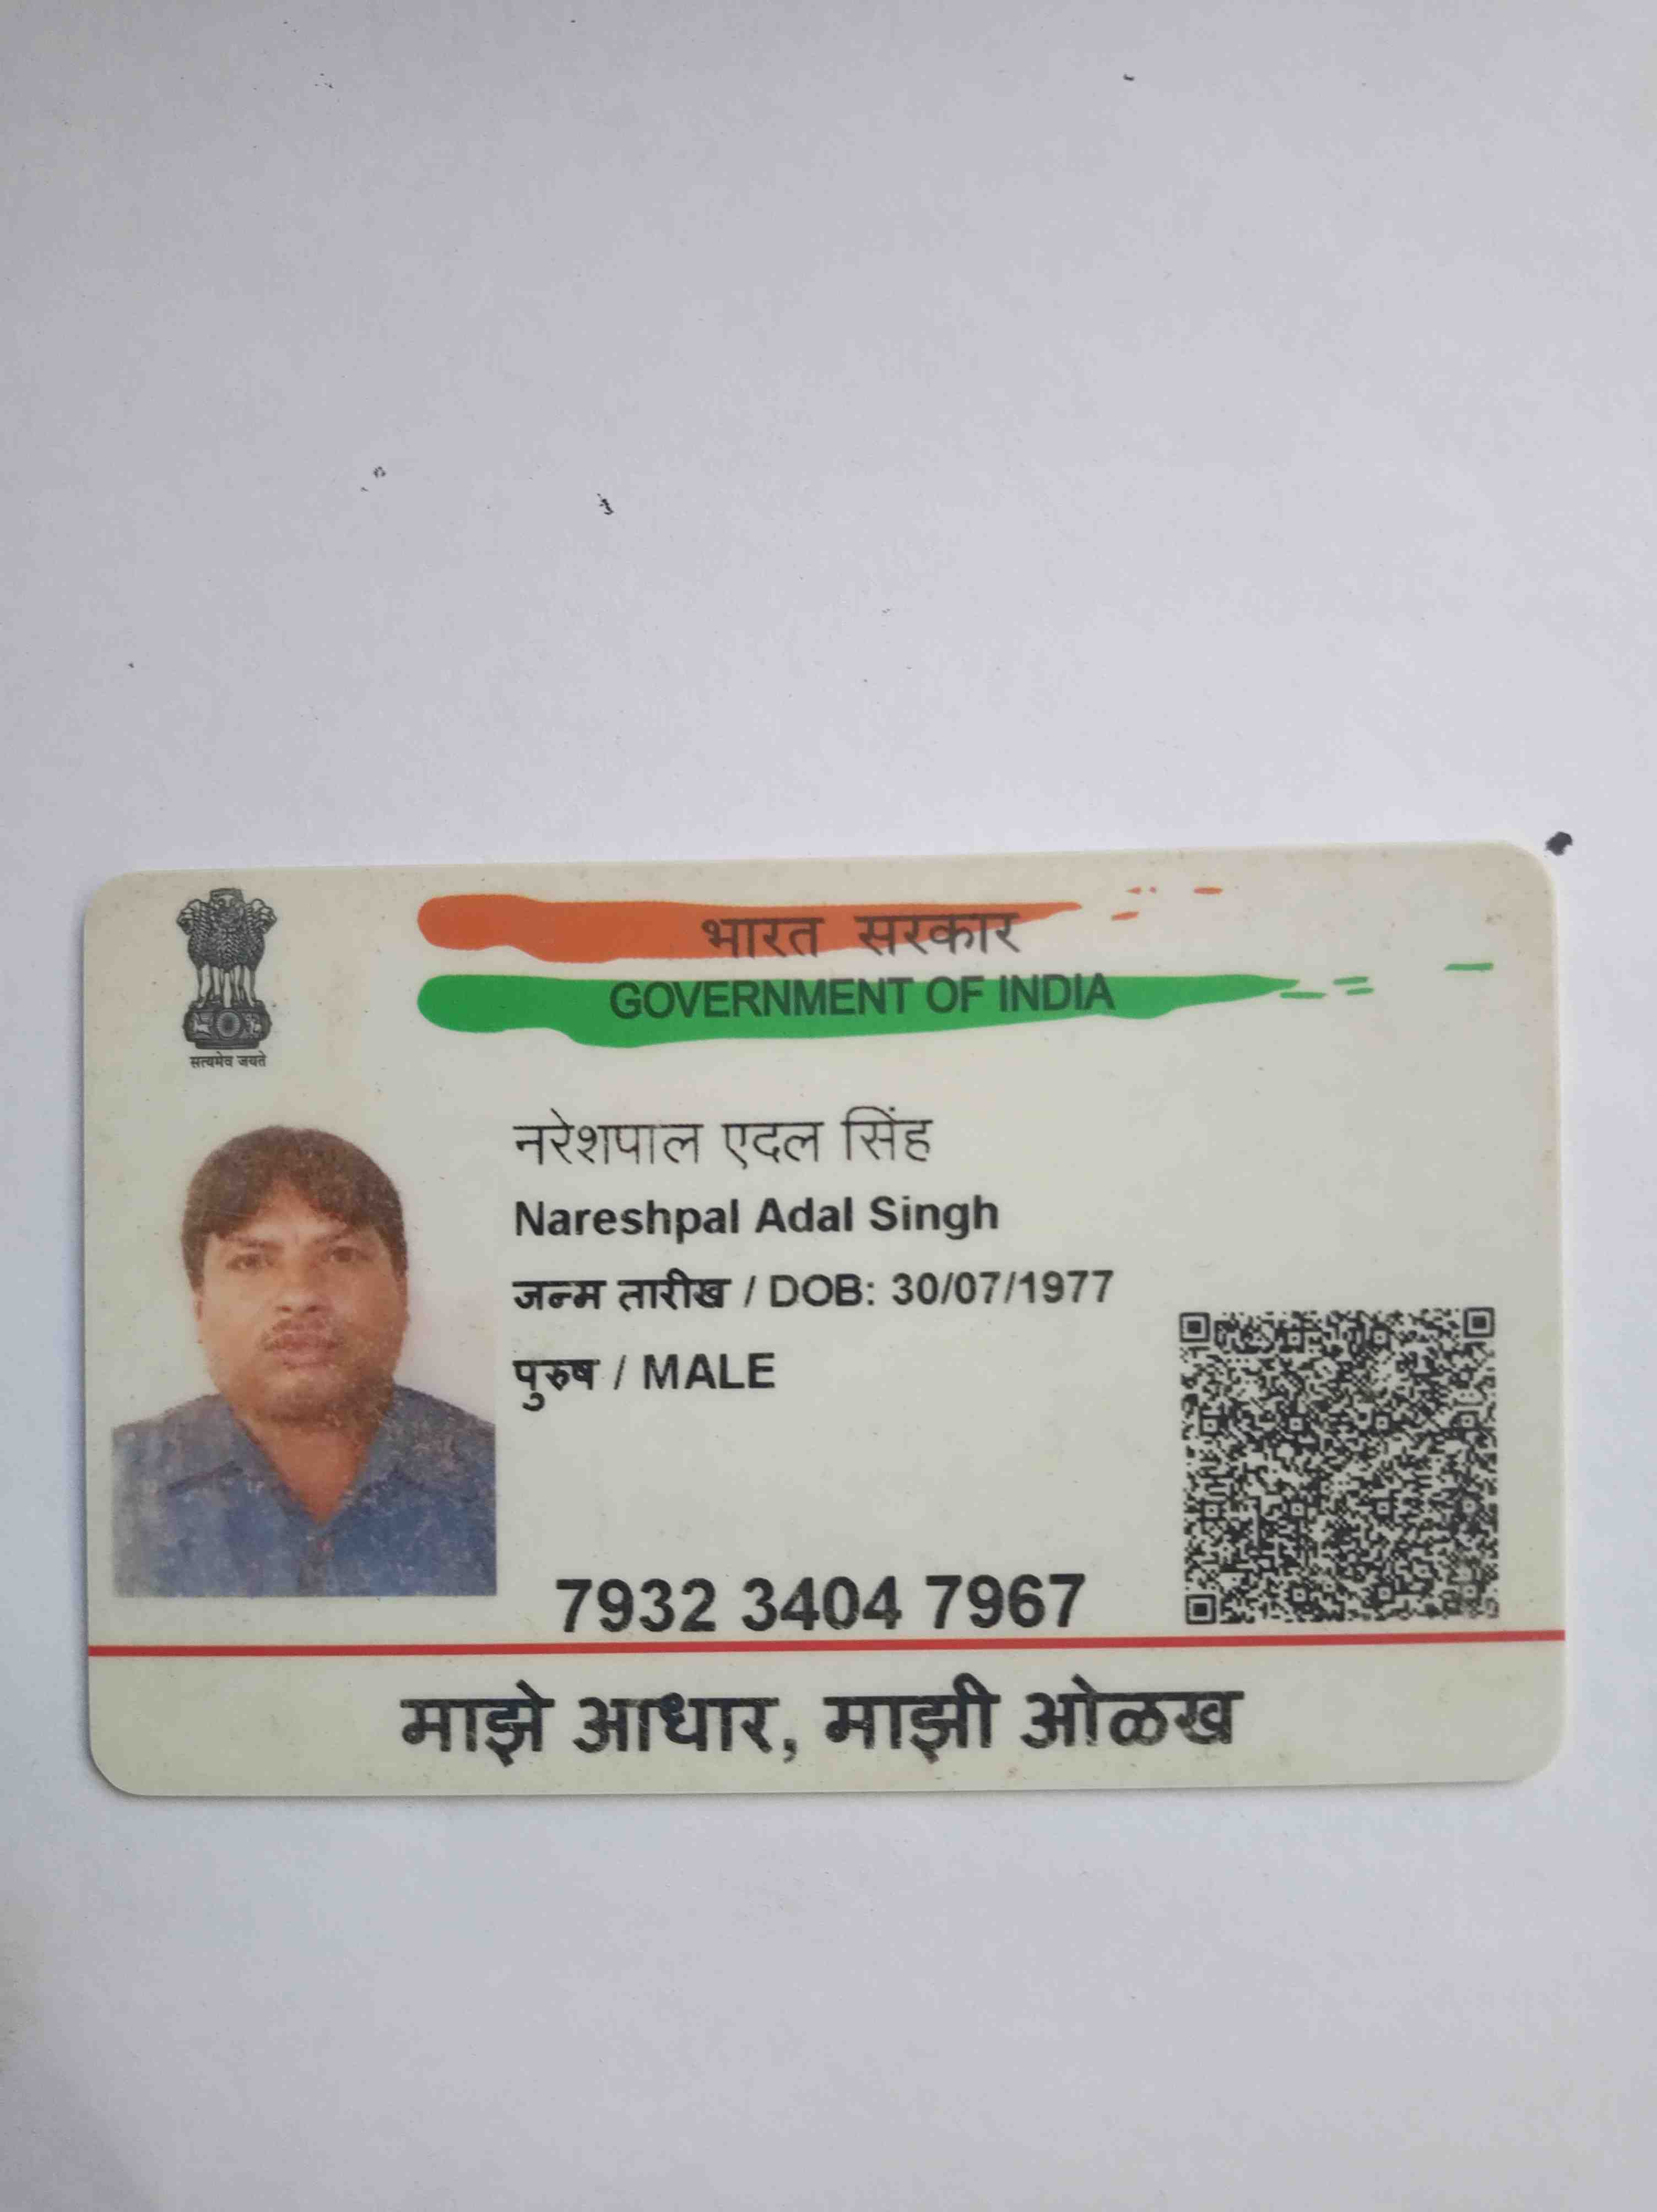 सत्यमेव जयते
भारत सरकार
GOVERNMENT OF INDIA
नरेशपाल एदल सिंह
Nareshpal Adal Singh
जन्म तारीख / DOB: 30/07/1977
पुरुष / MALE
7932 3404 7967
माझे आधार, माझी ओळख